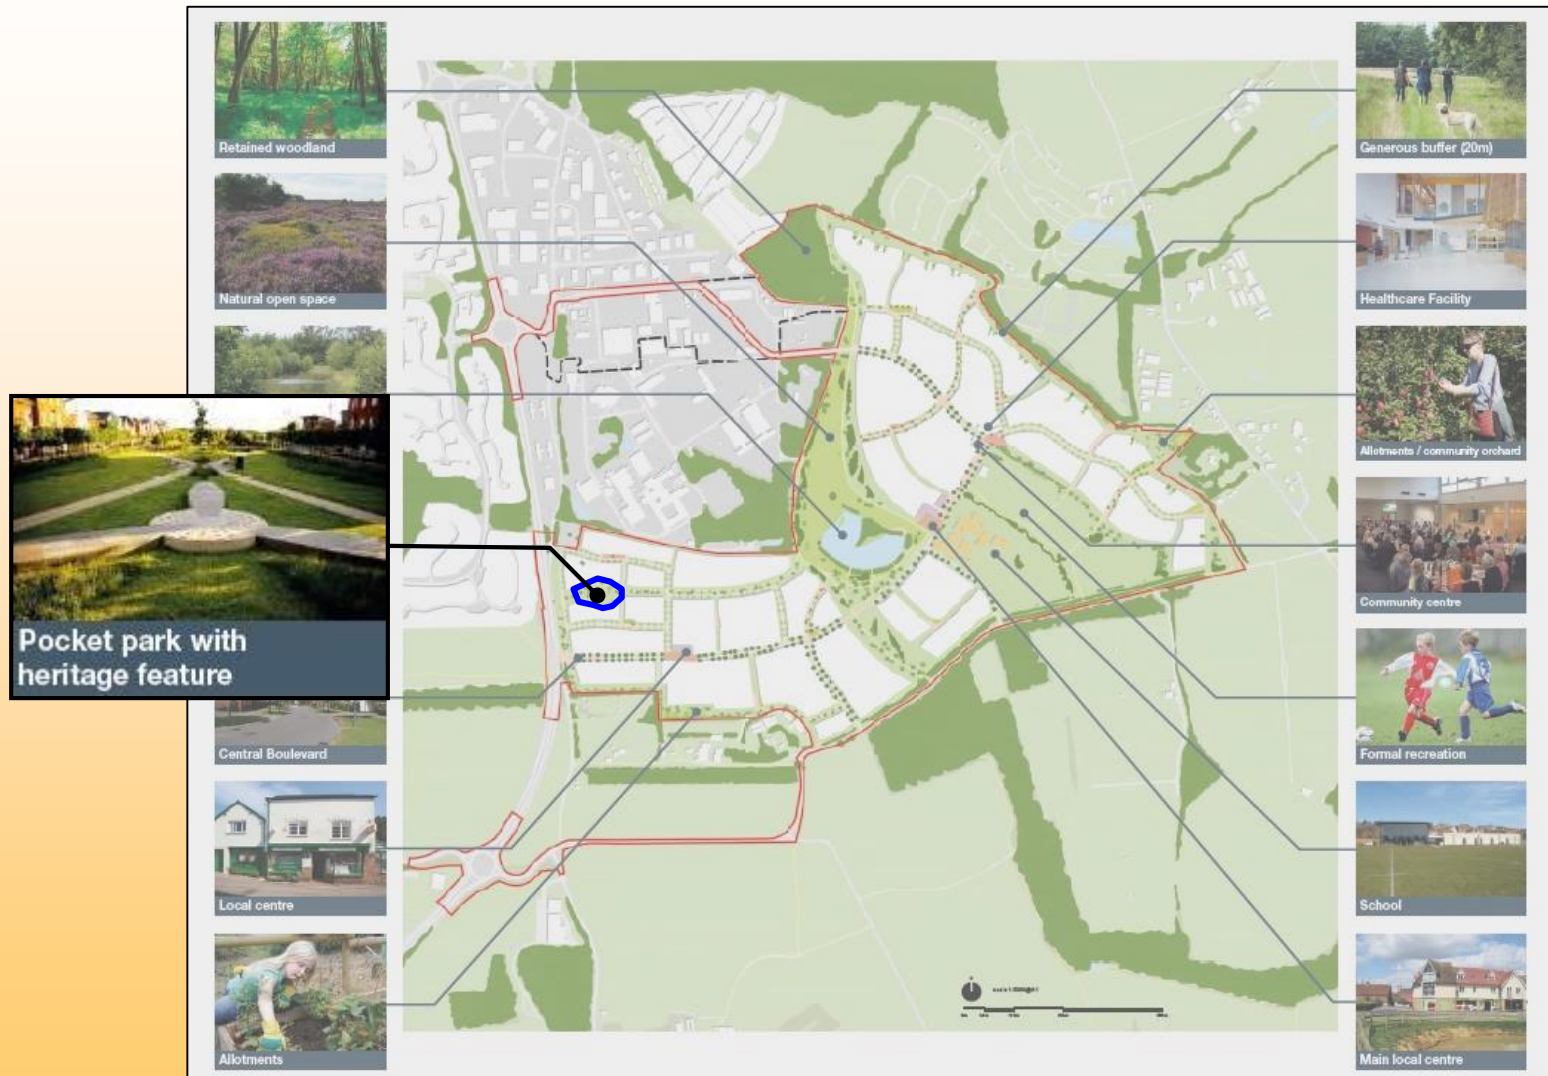 Retained woodland
Natural open space
Pocket park with
heritage feature
Central Boulevard
Local centre
Allotments
Generous buffer (20m)
Healthcare Facility
Allotments / community orchard
Community centre
Formal recreation
School
Main local centre